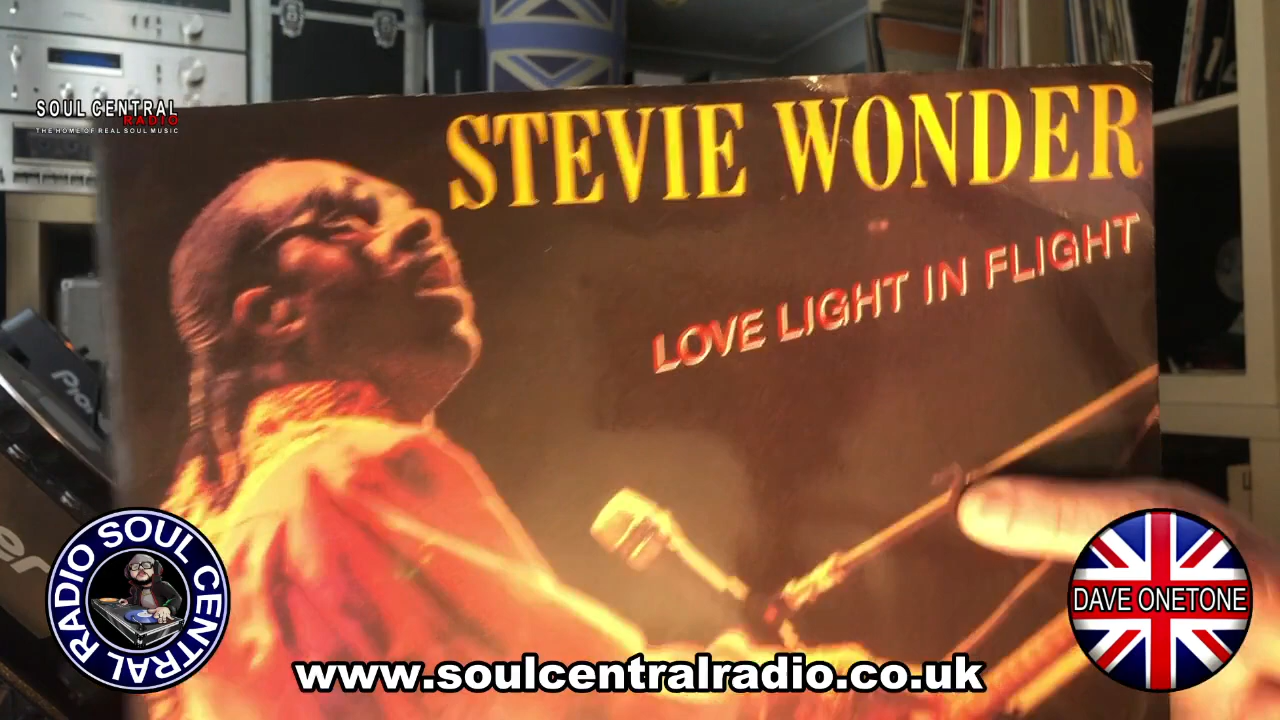 SOUL CENTRAL
RADIO
THE HOME OF REAL SOUL MUSIC
STEVIE WONDER
LOVE LIGHT IN FLIGHT
RADIO SOUL CENTRAL
DAVE ONETONE
www.soulcentralradio.co.uk